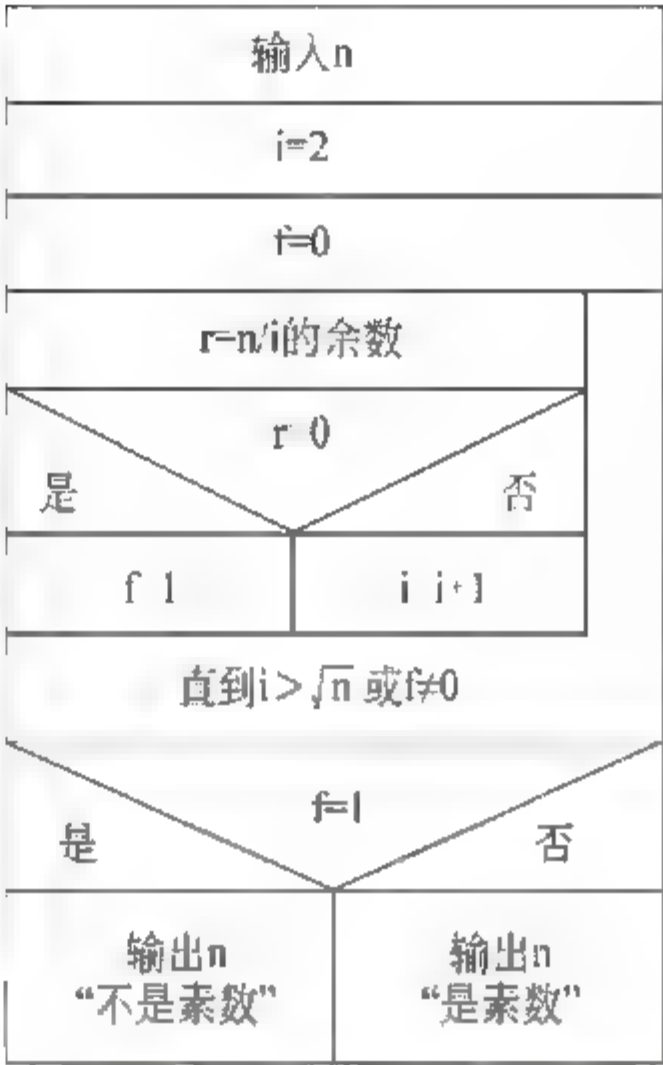 输入n
i=2
f=0
r=n/i的余数
r=0
是
否
f=1
i=i+1
直到i>√n 或f≠0
f=1
是
否
输出n
“不是素数”
输出n
“是素数”